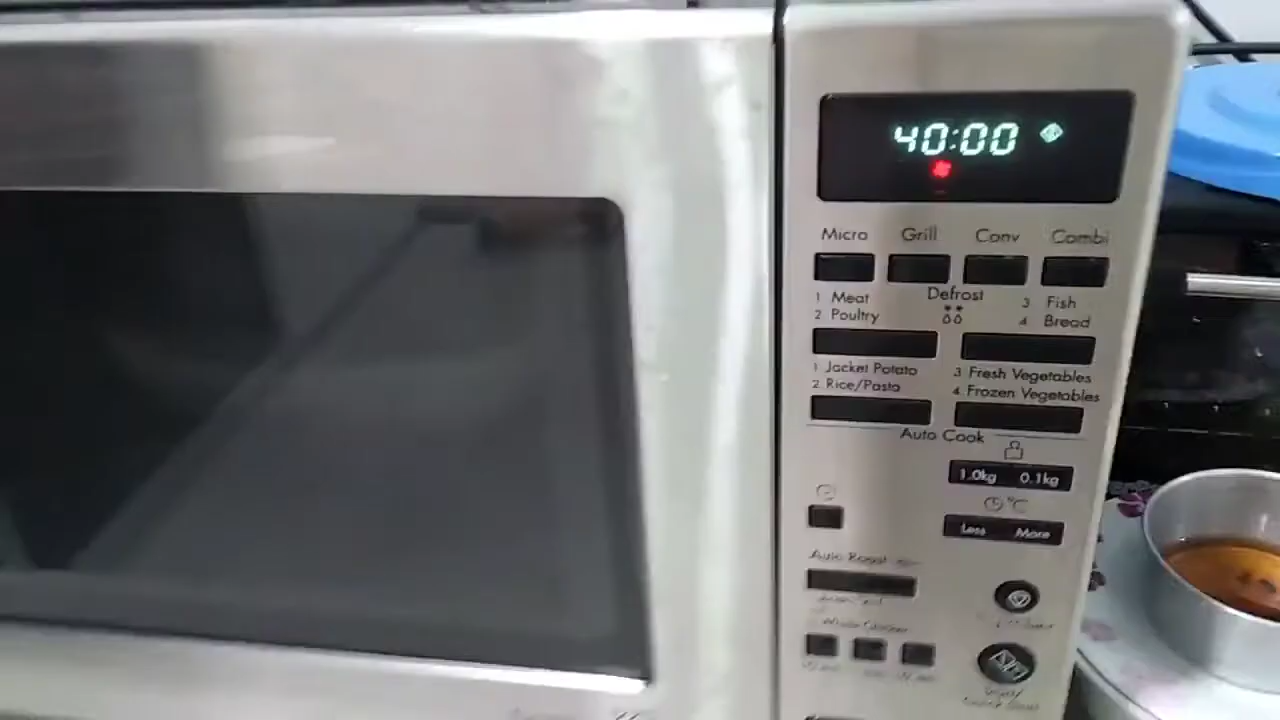 40:00
Micro Grill Conv Combi
1 Meat Defrost 3 Fish
2 Poultry 4 Bread
1 Jacket Potato 3 Fresh Vegetables
2 Rice/Pasta 4 Frozen Vegetables
Auto Cook
1.0kg 0.1kg
°C
Less More
Auto Roast